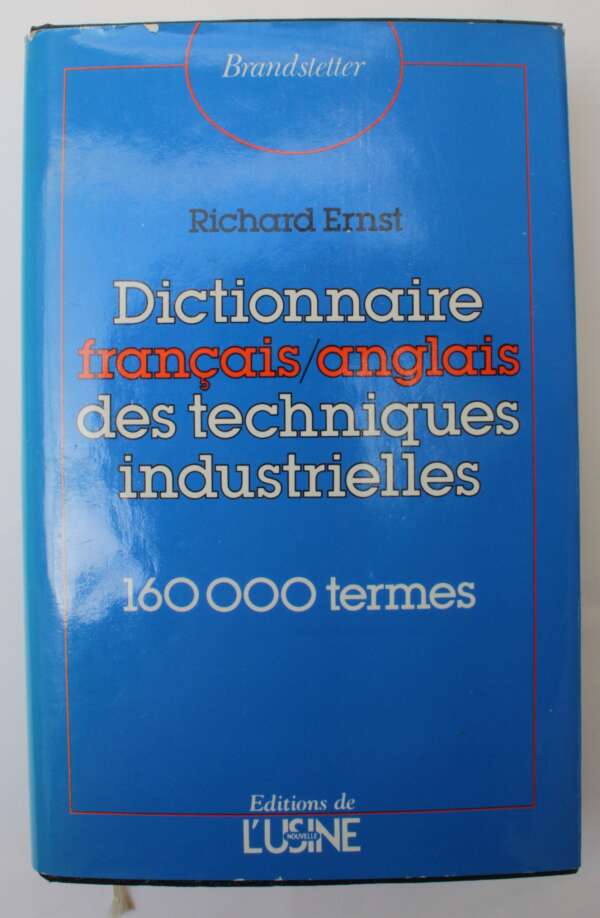 Brandstetter
Richard Ernst
Dictionnaire
français/anglais
des techniques
industrielles
160 000 termes
Editions de
L'USINE
NOUVELLE